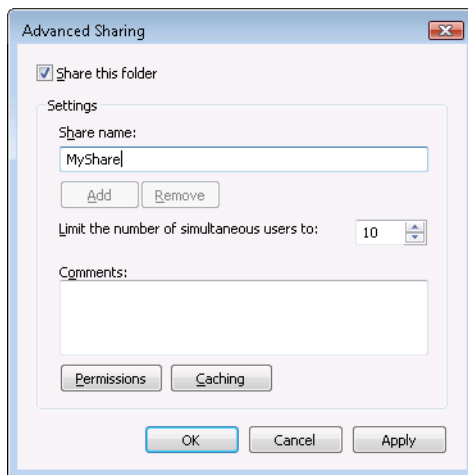 Advanced Sharing
Share this folder
Settings
Share name:
MyShare
Add Remove
Limit the number of simultaneous users to: 10
Comments:
Permissions Caching
OK Cancel Apply